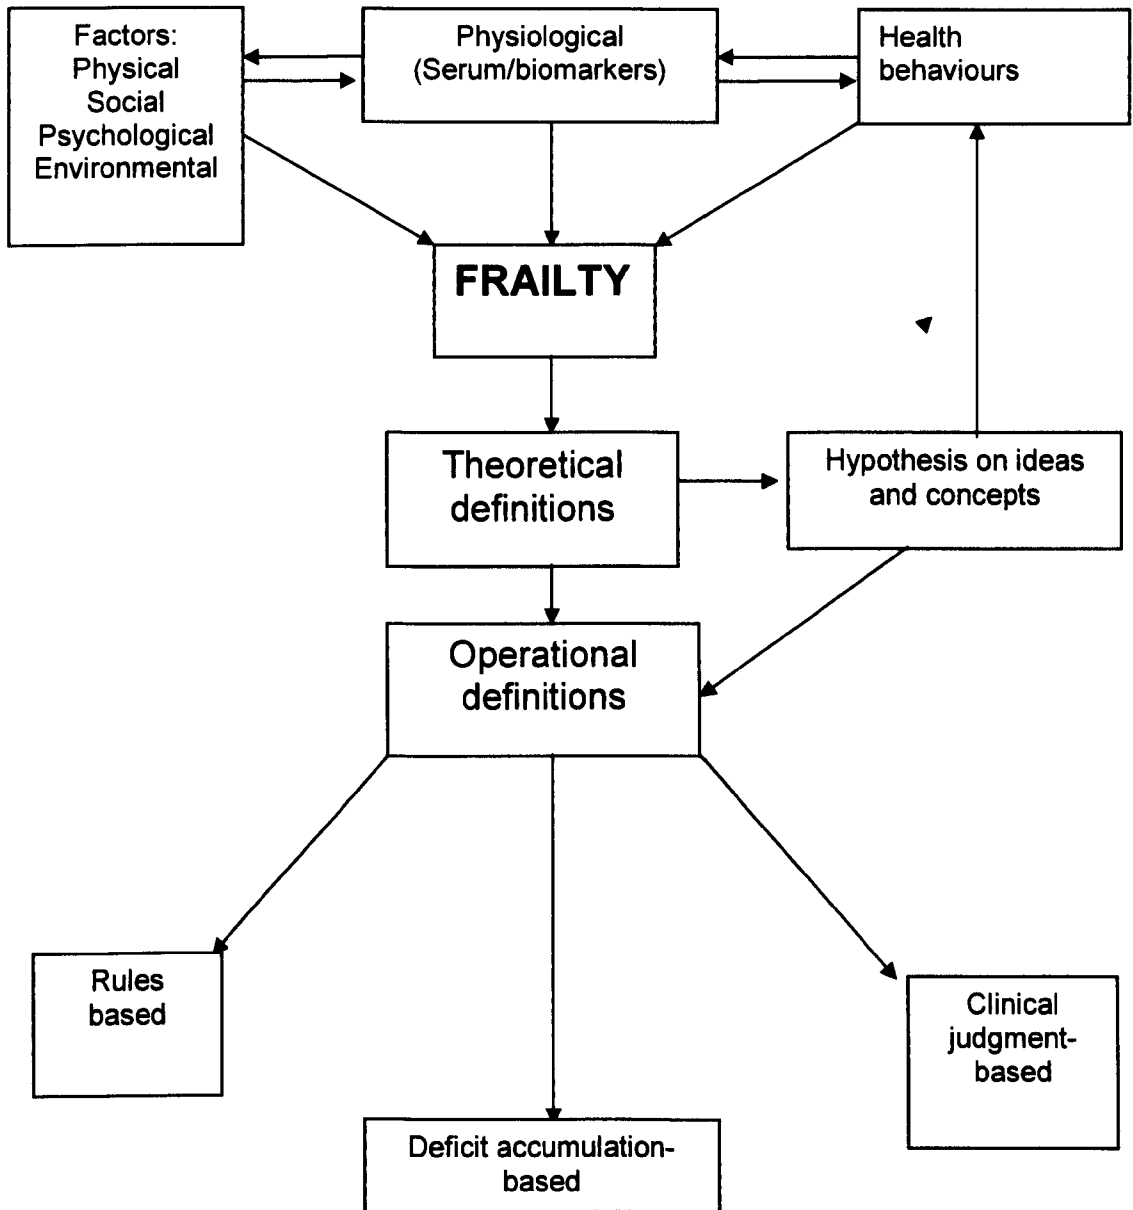 Factors:
Physical
Social
Psychological
Environmental
Physiological
(Serum/biomarkers)
Health
behaviours
FRAILTY
Theoretical
definitions
Hypothesis on ideas
and concepts
Operational
definitions
Rules
based
Clinical
judgment-
based
Deficit accumulation-
based